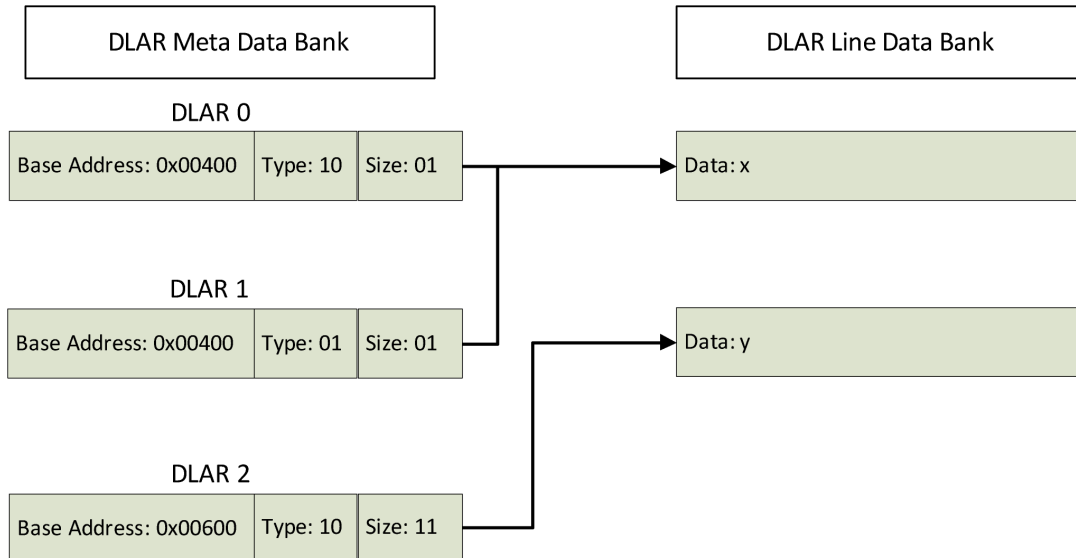 DLAR Meta Data Bank
DLAR Line Data Bank
DLAR 0
Base Address: 0x00400 Type: 10 Size: 01
Data: x
DLAR 1
Base Address: 0x00400 Type: 01 Size: 01
Data: y
DLAR 2
Base Address: 0x00600 Type: 10 Size: 11